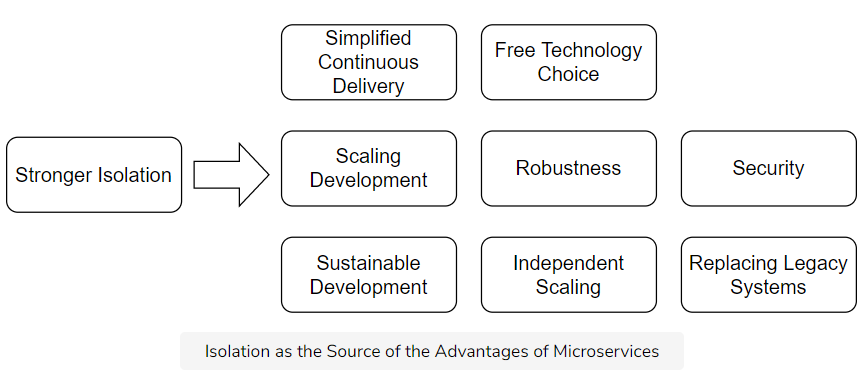 Simplified
Continuous
Delivery
Free Technology
Choice
Stronger Isolation
Scaling
Development
Robustness
Security
Sustainable
Development
Independent
Scaling
Replacing Legacy
Systems
Isolation as the Source of the Advantages of Microservices